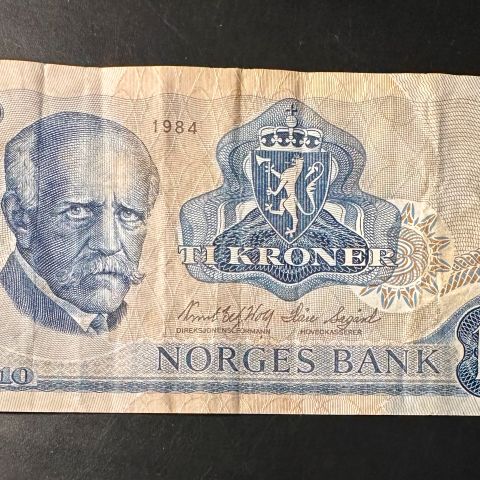 1984
TI KRONER
DIREKSJONENS FORMANN HOVEDKASSERER
NORGES BANK
10